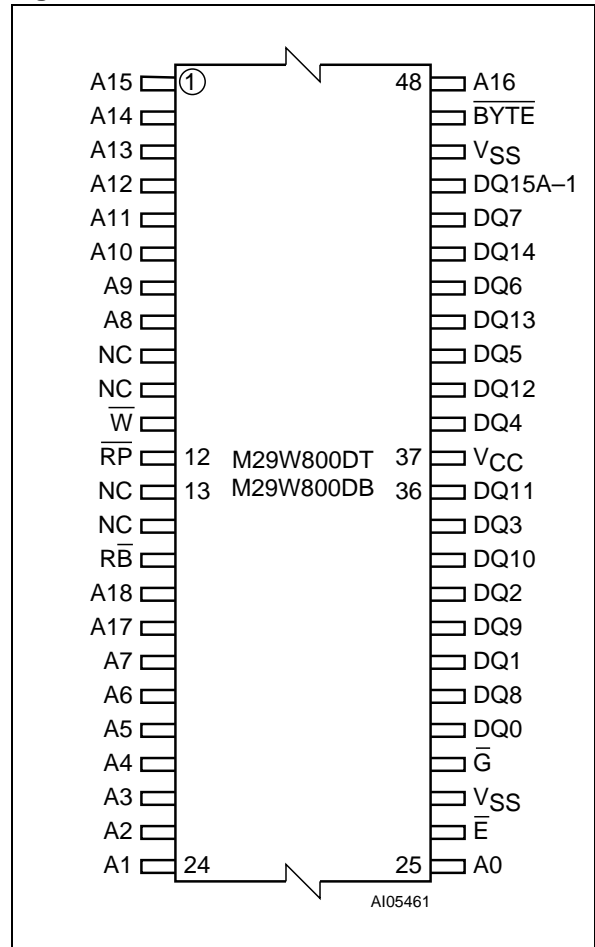 A15 ① 48 A16
A14 B̅Y̅T̅E̅
A13 VSS
A12 DQ15A–1
A11 DQ7
A10 DQ14
A9 DQ6
A8 DQ13
NC DQ5
NC DQ12
W̅ DQ4
R̅P̅ 12 M29W800DT 37 VCC
NC 13 M29W800DB 36 DQ11
NC DQ3
RB̅ DQ10
A18 DQ2
A17 DQ9
A7 DQ1
A6 DQ8
A5 DQ0
A4 G̅
A3 VSS
A2 E̅
A1 24 25 A0
AI05461